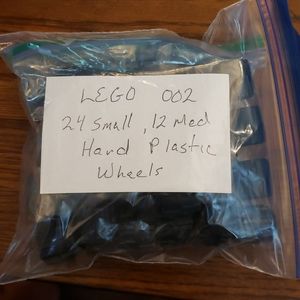 LEGO 002
24 Small, 12 Med
Hard Plastic
Wheels